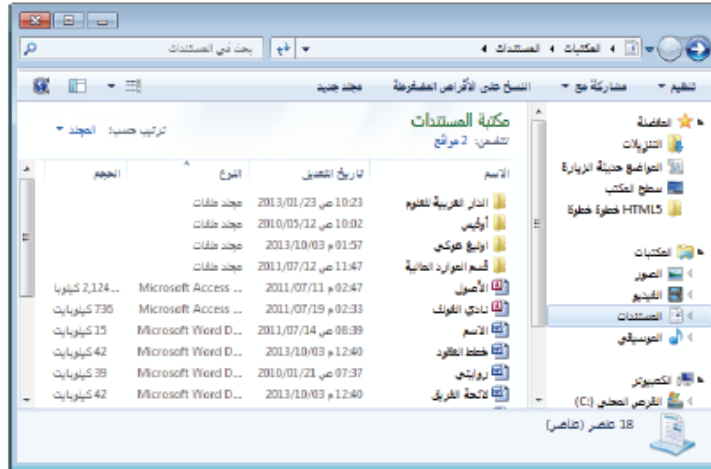 المكتبات المستندات
بحث في المستندات
تنظيم مشاركة مع النسخ على الأقراص المضغوطة مجلد جديد
المفضلة
التنزيلات
المواضع حديثة الزيارة
سطح المكتب
HTML5 خطوة خطوة
المكتبات
الصور
الفيديو
المستندات
الموسيقى
الكمبيوتر
القرص المحلي (C:)
مكتبة المستندات
تتضمن: 2 مواقع
ترتيب حسب: المجلد
الاسم تاريخ التعديل النوع الحجم
الدار العربية للعلوم 10:23 ص 2013/01/23 مجلد ملفات
أوفيس 10:02 ص 2010/05/12 مجلد ملفات
01:57 م 2013/10/03 مجلد ملفات
قسم الموارد المالية 11:47 ص 2011/07/12 مجلد ملفات
الأصول 02:47 م 2011/07/11 Microsoft Access ... 2,124 كيلوبا...
نادي الغولف 02:33 م 2011/07/19 Microsoft Access ... 736 كيلوبايت
الاسم 08:39 ص 2011/07/14 Microsoft Word D... 15 كيلوبايت
خطط العقود 12:40 م 2013/10/03 Microsoft Word D... 42 كيلوبايت
روايتي 07:37 ص 2010/01/21 Microsoft Word D... 39 كيلوبايت
لائحة الفريق 12:40 م 2013/10/03 Microsoft Word D... 42 كيلوبايت
18 عنصر (عناصر)